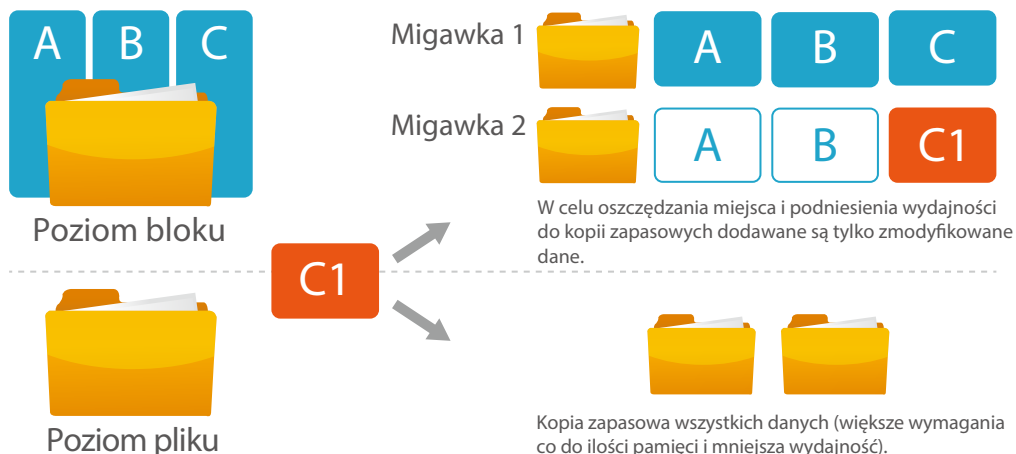 A B C
Poziom bloku
Migawka 1
A B C
Migawka 2
A B C1
W celu oszczędzania miejsca i podniesienia wydajności
do kopii zapasowych dodawane są tylko zmodyfikowane
dane.
C1
Poziom pliku
Kopia zapasowa wszystkich danych (większe wymagania
co do ilości pamięci i mniejsza wydajność).